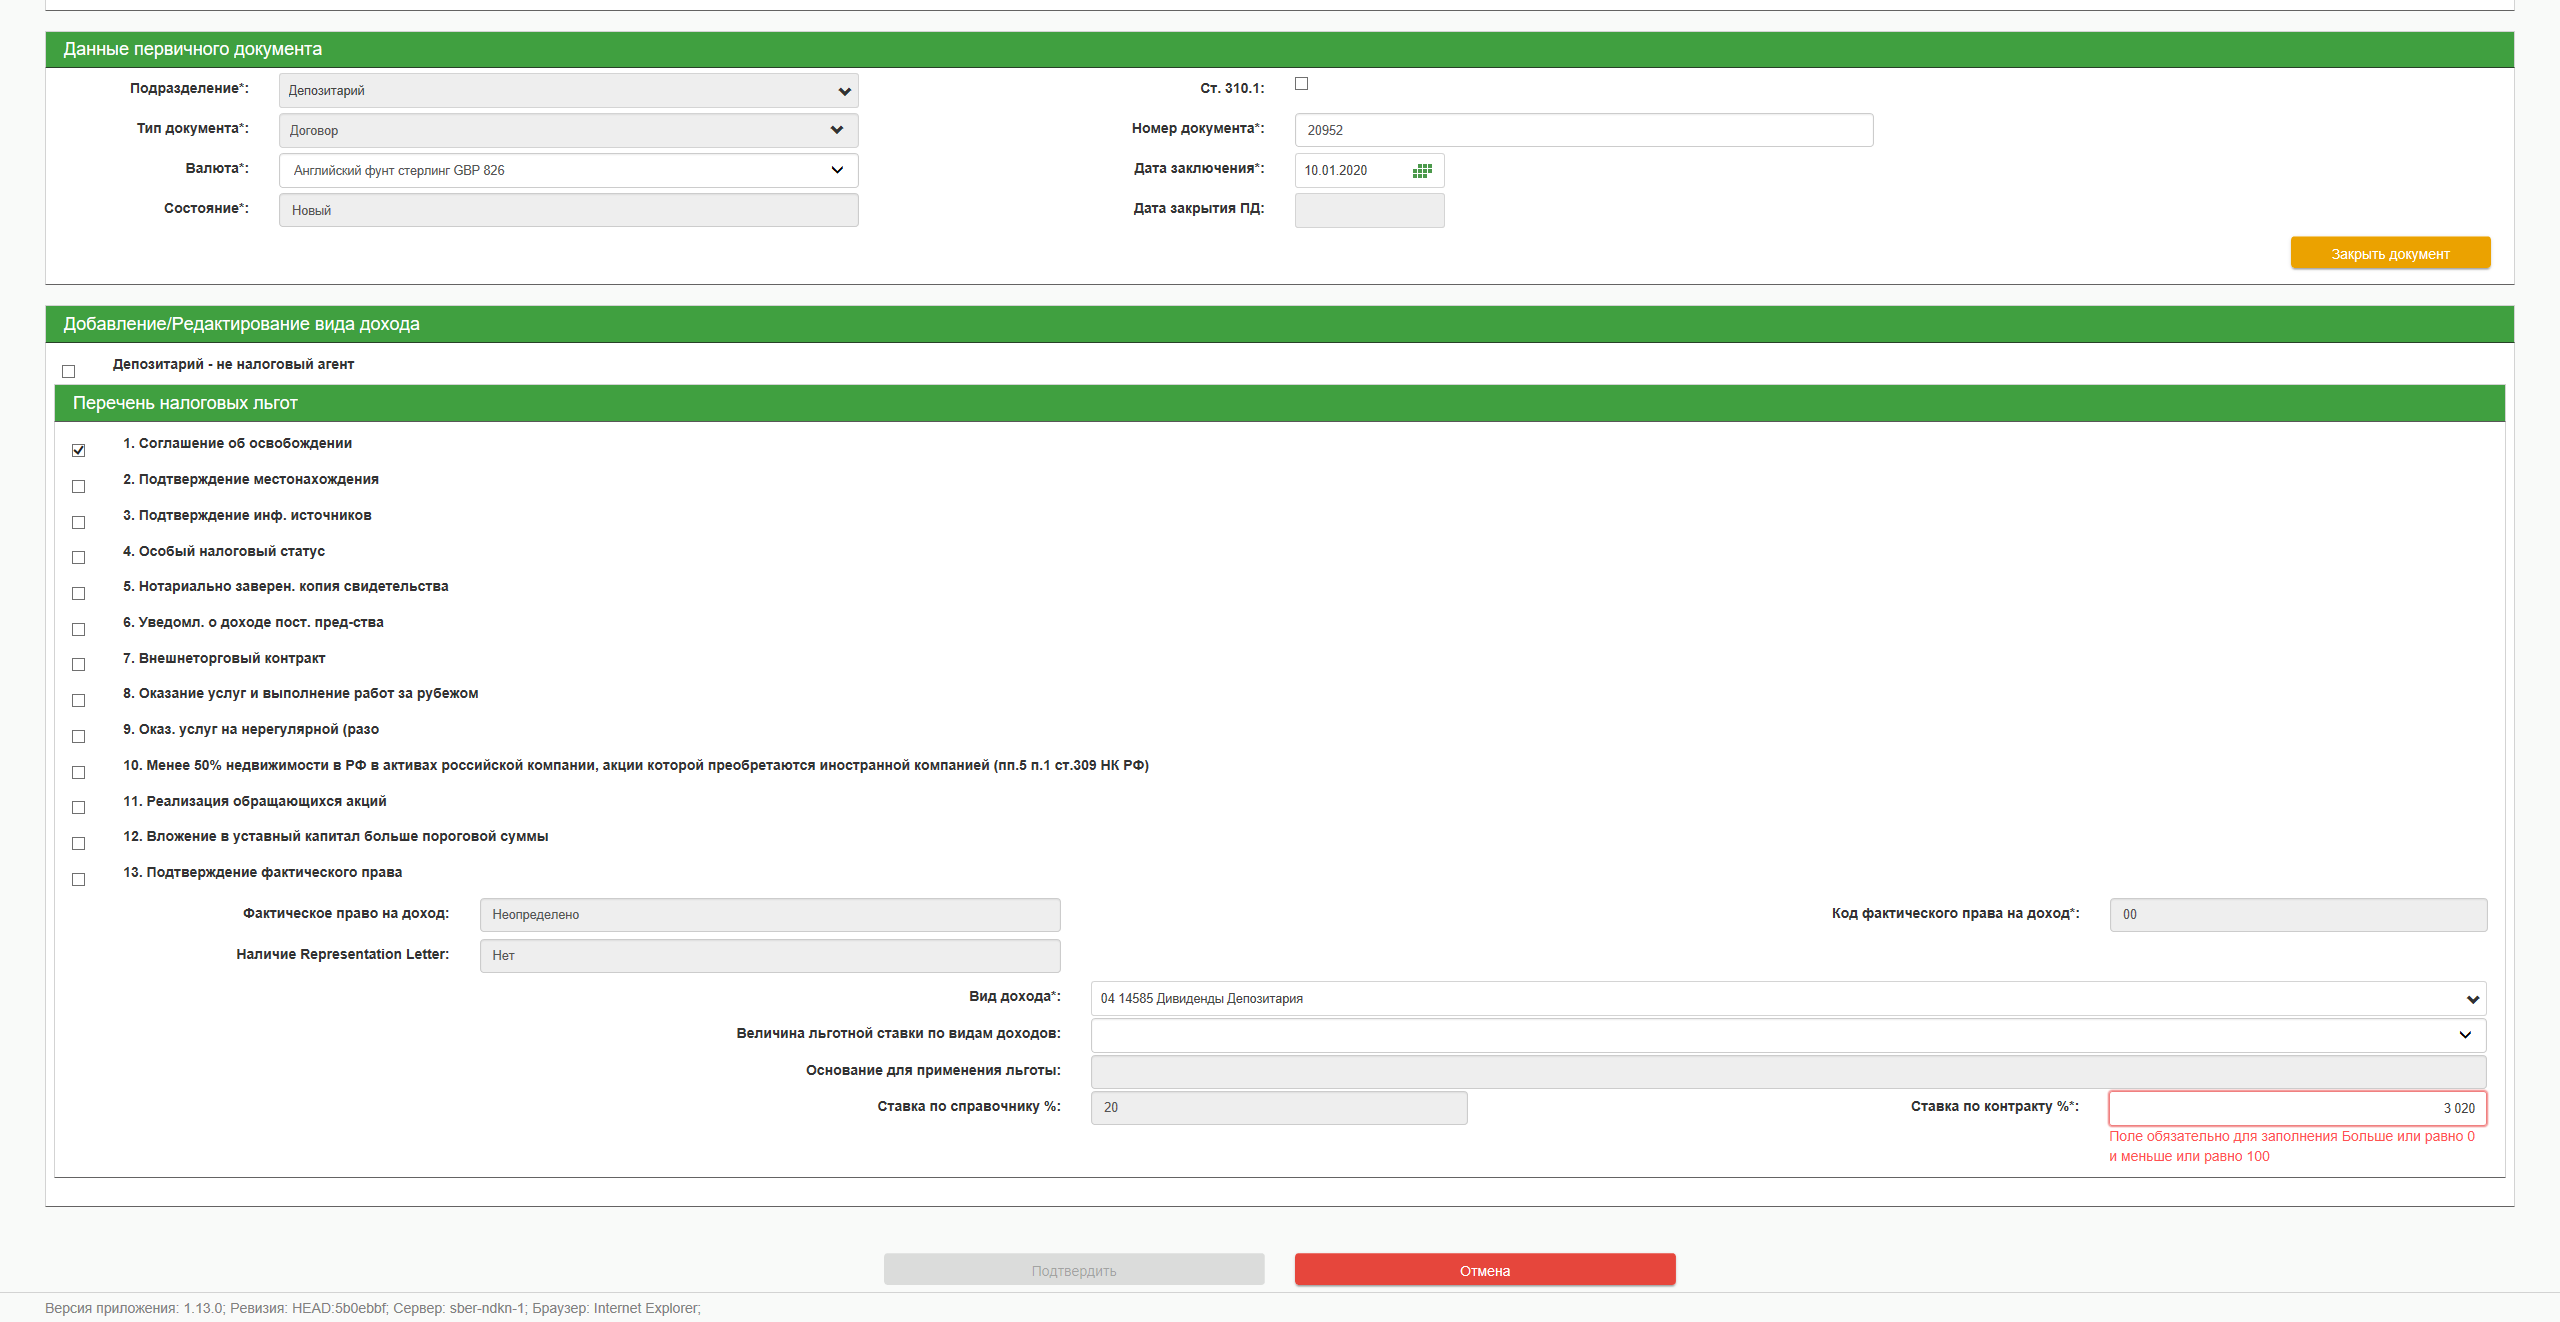 Данные первичного документа
Подразделение*: Депозитарий Ст. 310.1:
Тип документа*: Договор Номер документа*: 20952
Валюта*: Английский фунт стерлинг GBP 826 Дата заключения*: 10.01.2020
Состояние*: Новый Дата закрытия ПД:
Закрыть документ
Добавление/Редактирование вида дохода
Депозитарий - не налоговый агент
Перечень налоговых льгот
1. Соглашение об освобождении
2. Подтверждение местонахождения
3. Подтверждение инф. источников
4. Особый налоговый статус
5. Нотариально заверен. копия свидетельства
6. Уведомл. о доходе пост. пред-ства
7. Внешнеторговый контракт
8. Оказание услуг и выполнение работ за рубежом
9. Оказ. услуг на нерегулярной (разо
10. Менее 50% недвижимости в РФ в активах российской компании, акции которой преобретаются иностранной компанией (пп.5 п.1 ст.309 НК РФ)
11. Реализация обращающихся акций
12. Вложение в уставный капитал больше пороговой суммы
13. Подтверждение фактического права
Фактическое право на доход: Неопределено Код фактического права на доход*: 00
Наличие Representation Letter: Нет
Вид дохода*: 04 14585 Дивиденды Депозитария
Величина льготной ставки по видам доходов:
Основание для применения льготы:
Ставка по справочнику %: 20 Ставка по контракту %*: 3 020
Поле обязательно для заполнения Больше или равно 0
и меньше или равно 100
Подтвердить Отмена
Версия приложения: 1.13.0; Ревизия: HEAD:5b0ebbf; Сервер: sber-ndkn-1; Браузер: Internet Explorer;